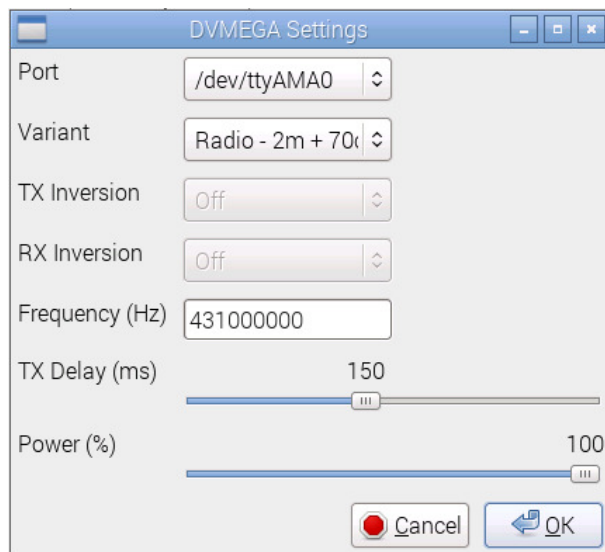 DVMEGA Settings
Port /dev/ttyAMA0
Variant Radio - 2m + 70
TX Inversion Off
RX Inversion Off
Frequency (Hz) 431000000
TX Delay (ms) 150
Power (%) 100
Cancel OK